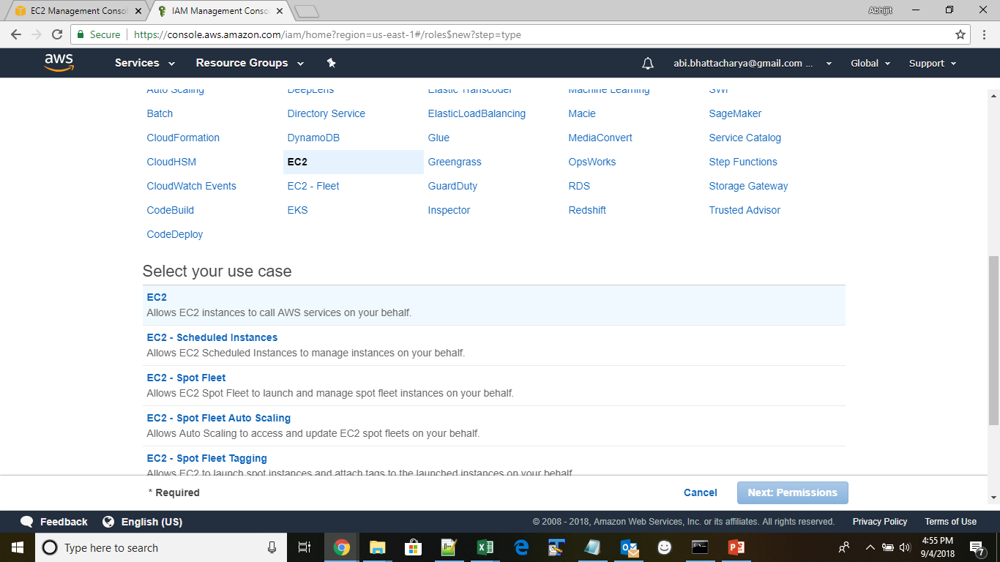 EC2 Management Conso
IAM Management Conso
Abhijit
Secure https://console.aws.amazon.com/iam/home?region=us-east-1#/roles$new?step=type
aws Services Resource Groups abi.bhattacharya@gmail.com ... Global Support
Auto Scaling DeepLens Elastic Transcoder Machine Learning SWF
Batch Directory Service ElasticLoadBalancing Macie SageMaker
CloudFormation DynamoDB Glue MediaConvert Service Catalog
CloudHSM EC2 Greengrass OpsWorks Step Functions
CloudWatch Events EC2 - Fleet GuardDuty RDS Storage Gateway
CodeBuild EKS Inspector Redshift Trusted Advisor
CodeDeploy
Select your use case
EC2
Allows EC2 instances to call AWS services on your behalf.
EC2 - Scheduled Instances
Allows EC2 Scheduled Instances to manage instances on your behalf.
EC2 - Spot Fleet
Allows EC2 Spot Fleet to launch and manage spot fleet instances on your behalf.
EC2 - Spot Fleet Auto Scaling
Allows Auto Scaling to access and update EC2 spot fleets on your behalf.
EC2 - Spot Fleet Tagging
Allows EC2 to launch spot instances and attach tags to the launched instances on your behalf.
* Required Cancel Next: Permissions
Feedback English (US) © 2008 - 2018, Amazon Web Services, Inc. or its affiliates. All rights reserved. Privacy Policy Terms of Use
Type here to search
4:55 PM
9/4/2018
7